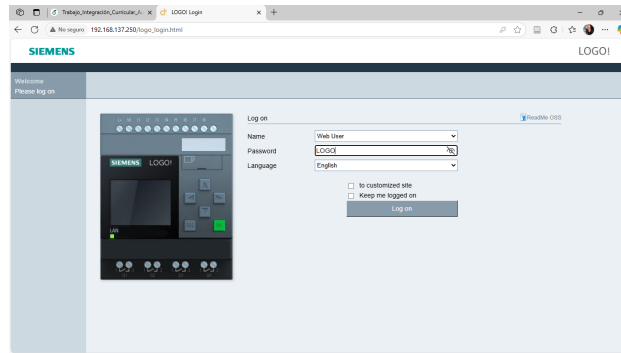 Trabajo_Integración_Curricular_/
LOGO! Login
No seguro 192.168.137.250/logo_login.html
SIEMENS
LOGO!
Welcome
Please log on
Log on
ReadMe OSS
Name Web User
Password LOGO
Language English
to customized site
Keep me logged on
Log on
SIEMENS LOGO!
LAN